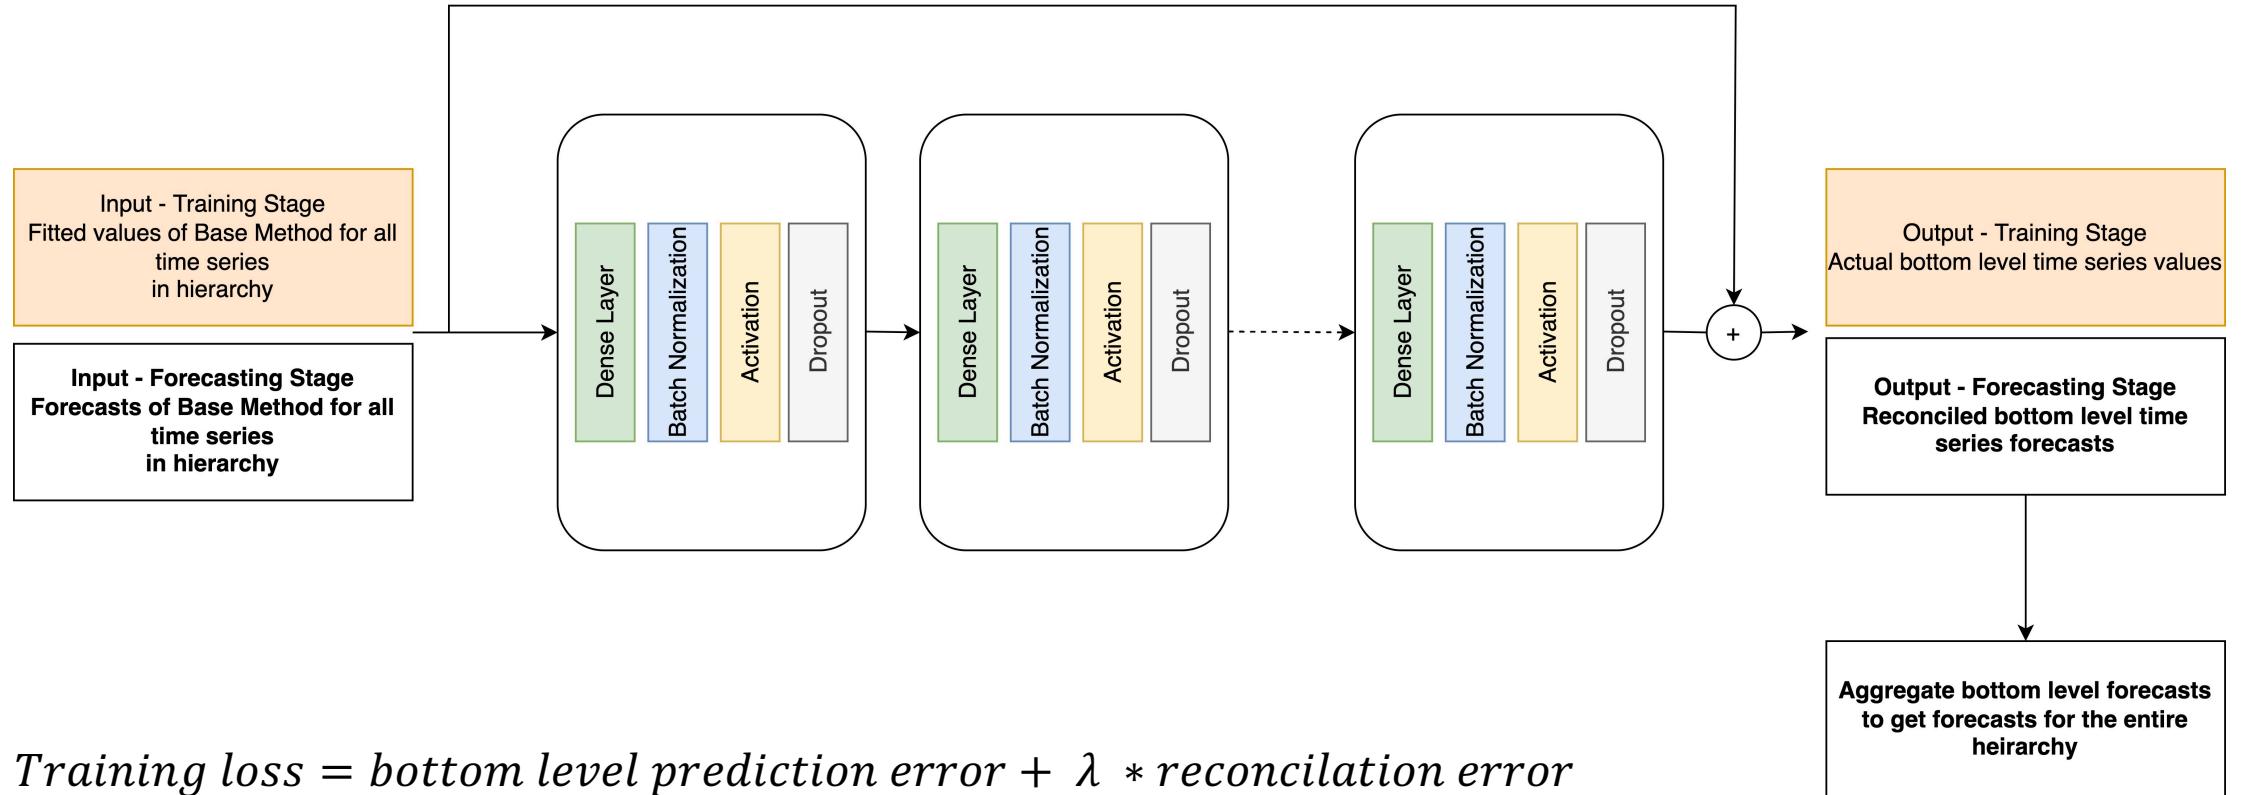 Input - Training Stage
Fitted values of Base Method for all
time series
in hierarchy
Input - Forecasting Stage
Forecasts of Base Method for all
time series
in hierarchy
Dense Layer
Batch Normalization
Activation
Dropout
Dense Layer
Batch Normalization
Activation
Dropout
Dense Layer
Batch Normalization
Activation
Dropout
+
Output - Training Stage
Actual bottom level time series values
Output - Forecasting Stage
Reconciled bottom level time
series forecasts
Aggregate bottom level forecasts
to get forecasts for the entire
heirarchy
Training loss = bottom level prediction error + λ * reconcilation error